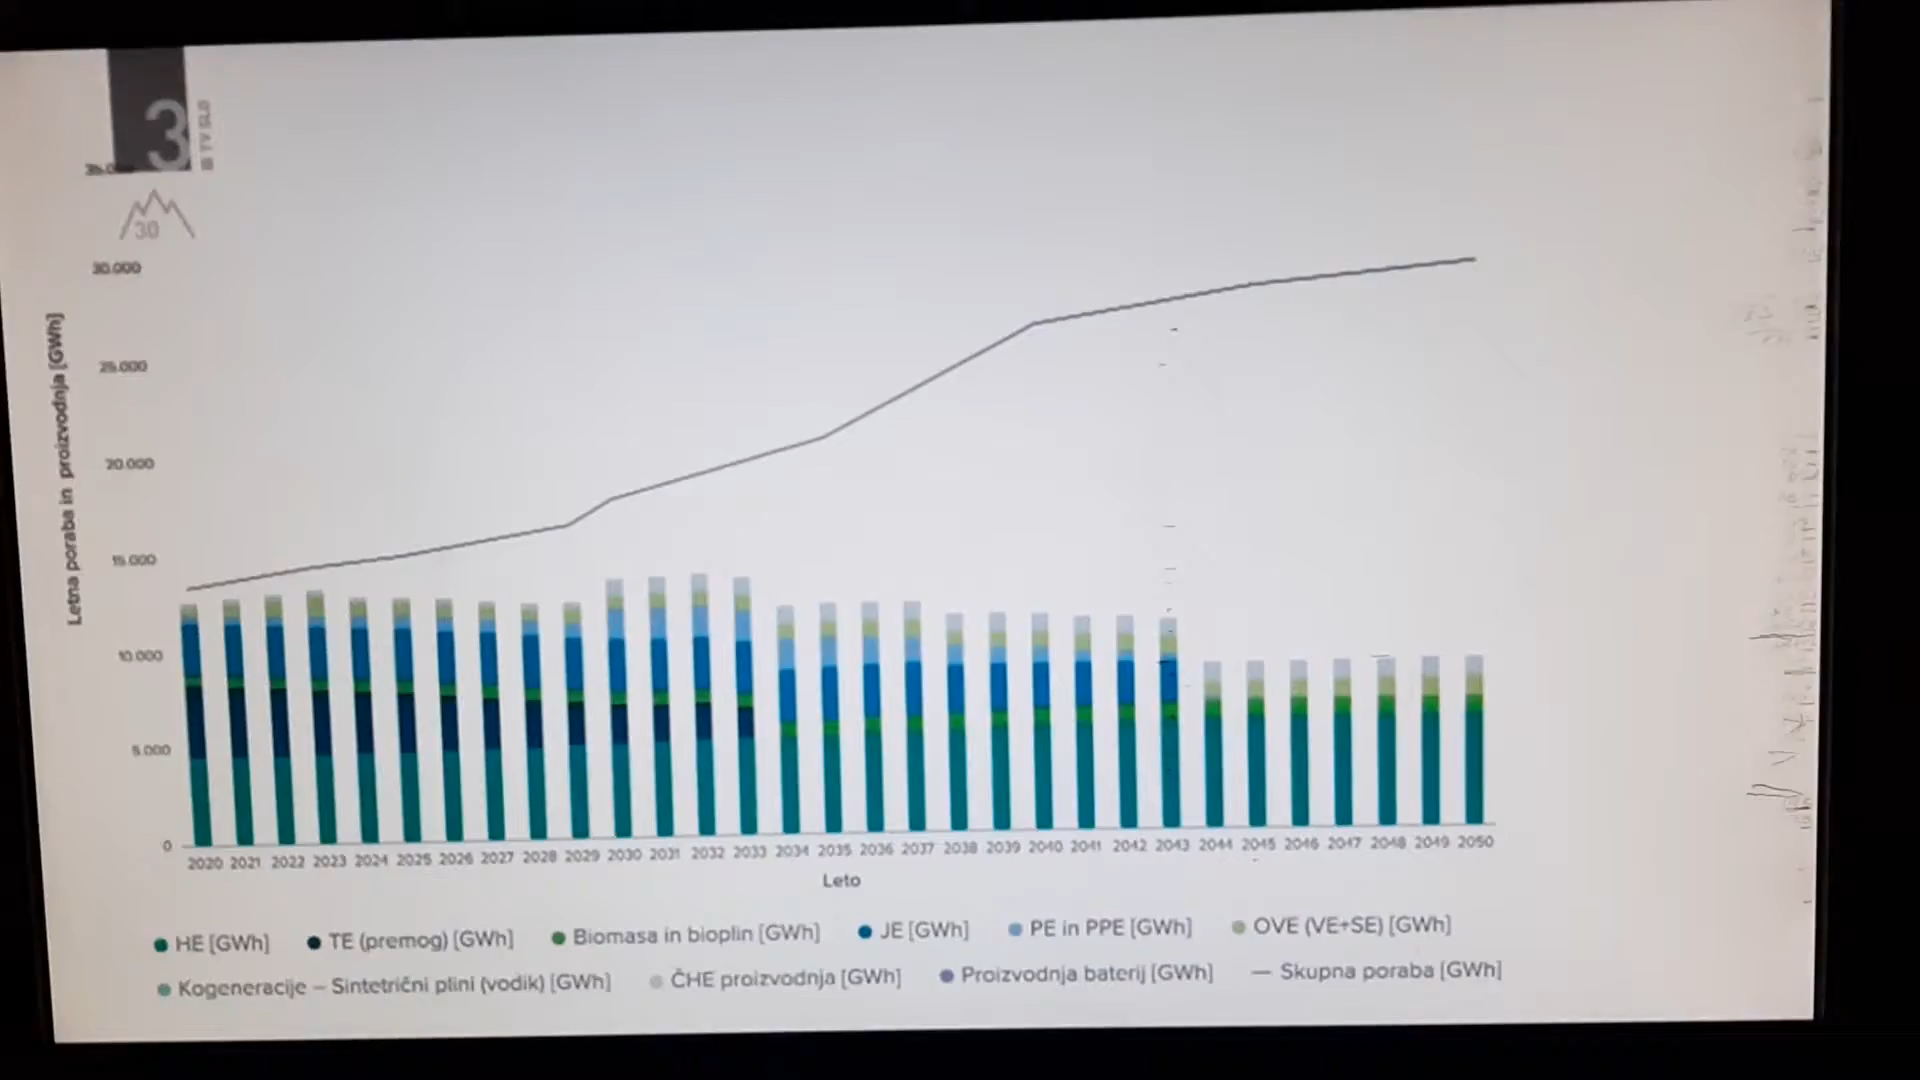 3
TV SLO
30
30.000
25.000
20.000
15.000
10.000
5.000
0
Letna poraba in proizvodnja [GWh]
2020 2021 2022 2023 2024 2025 2026 2027 2028 2029 2030 2031 2032 2033 2034 2035 2036 2037 2038 2039 2040 2041 2042 2043 2044 2045 2046 2047 2048 2049 2050
Leto
HE [GWh] TE (premog) [GWh] Biomasa in bioplin [GWh] JE [GWh] PE in PPE [GWh] OVE (VE+SE) [GWh]
Kogeneracije – Sintetrični plini (vodik) [GWh] ČHE proizvodnja [GWh] Proizvodnja baterij [GWh] Skupna poraba [GWh]